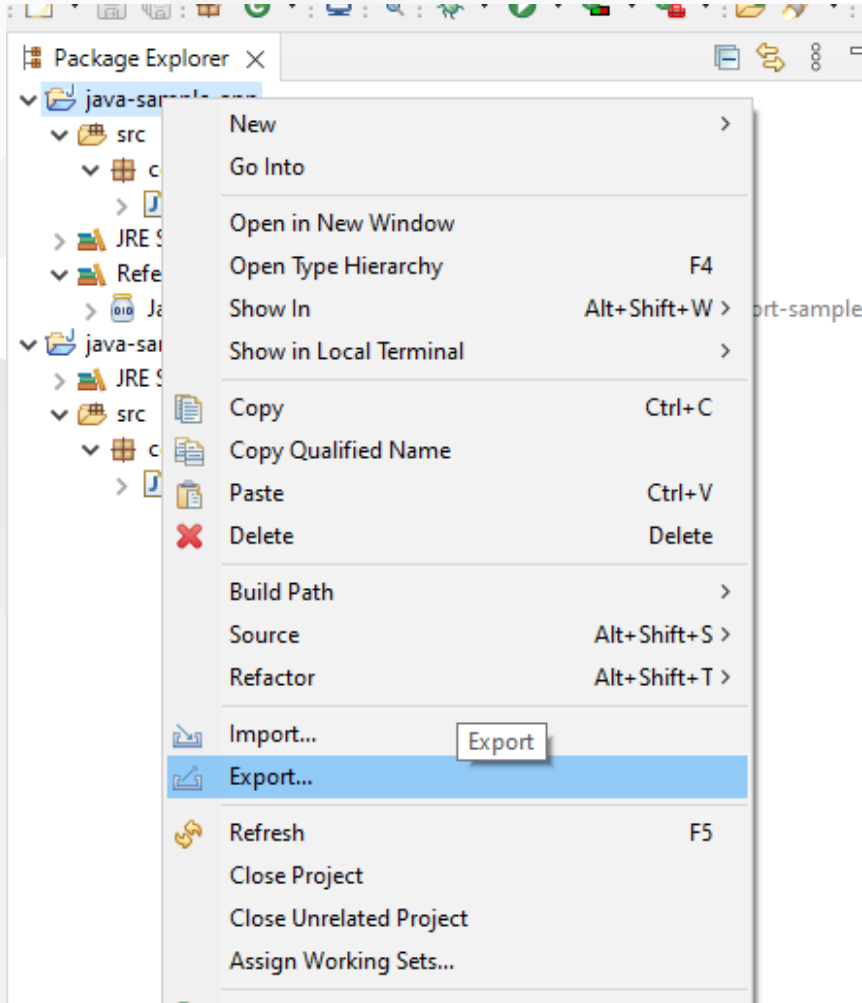 Package Explorer
java-sample-app
New
src
Go Into
Open in New Window
JRE S
Open Type Hierarchy F4
Refe
Show In Alt+Shift+W
Ja
ort-sample
java-sa
Show in Local Terminal
JRE S
src
Copy Ctrl+C
Copy Qualified Name
Paste Ctrl+V
Delete Delete
Build Path
Source Alt+Shift+S
Refactor Alt+Shift+T
Import...
Export
Export...
Refresh F5
Close Project
Close Unrelated Project
Assign Working Sets...